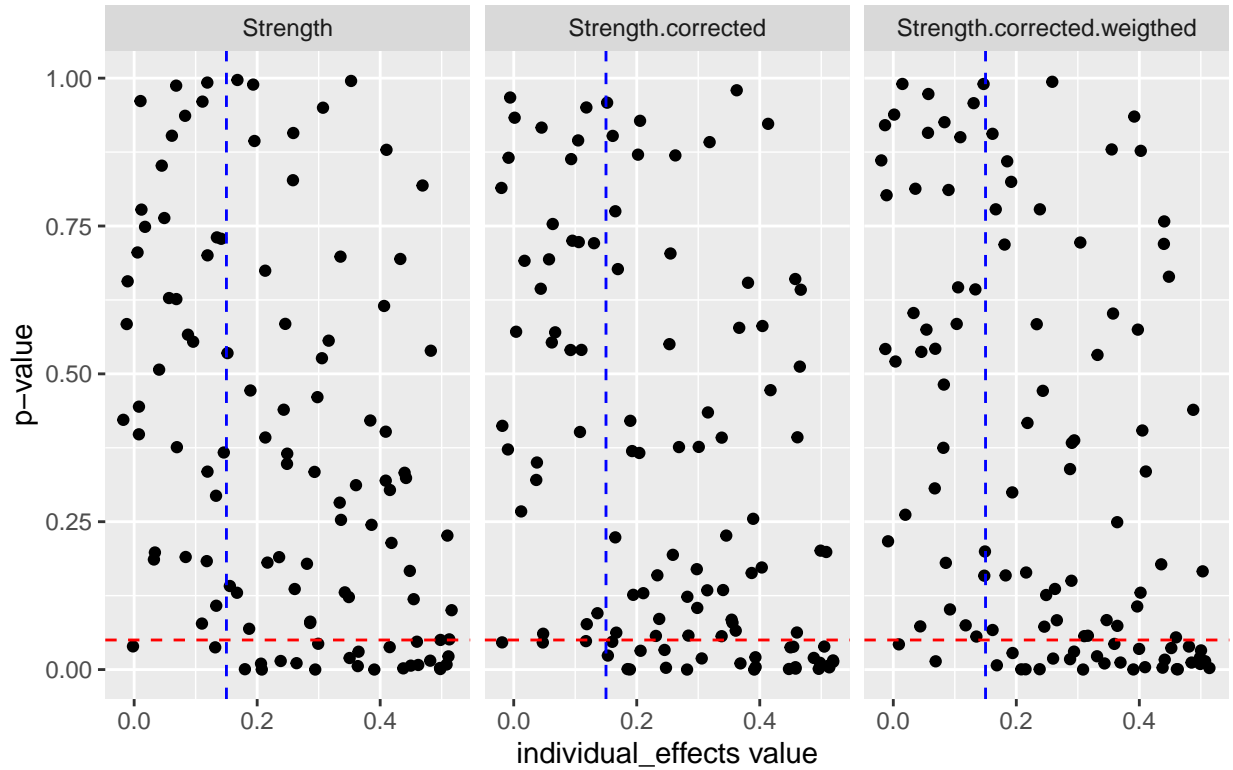 Strength Strength.corrected Strength.corrected.weigthed
1.00
0.75
0.50
0.25
0.00
p−value
0.0 0.2 0.4 0.0 0.2 0.4 0.0 0.2 0.4
individual_effects value